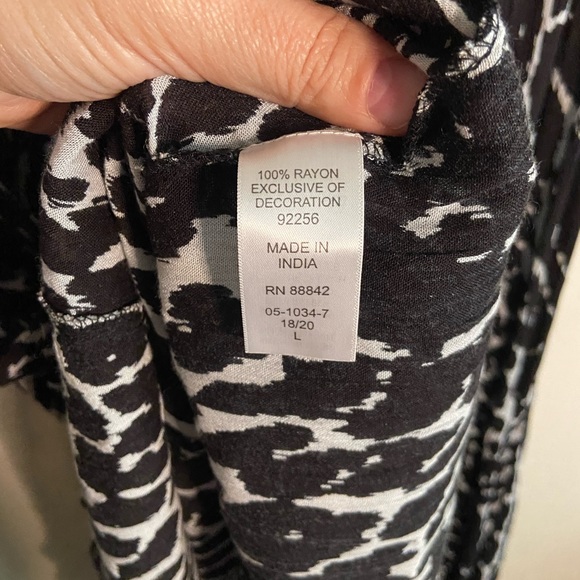 100% RAYON
EXCLUSIVE OF
DECORATION
92256
MADE IN
INDIA
RN 88842
05-1034-7
18/20
L